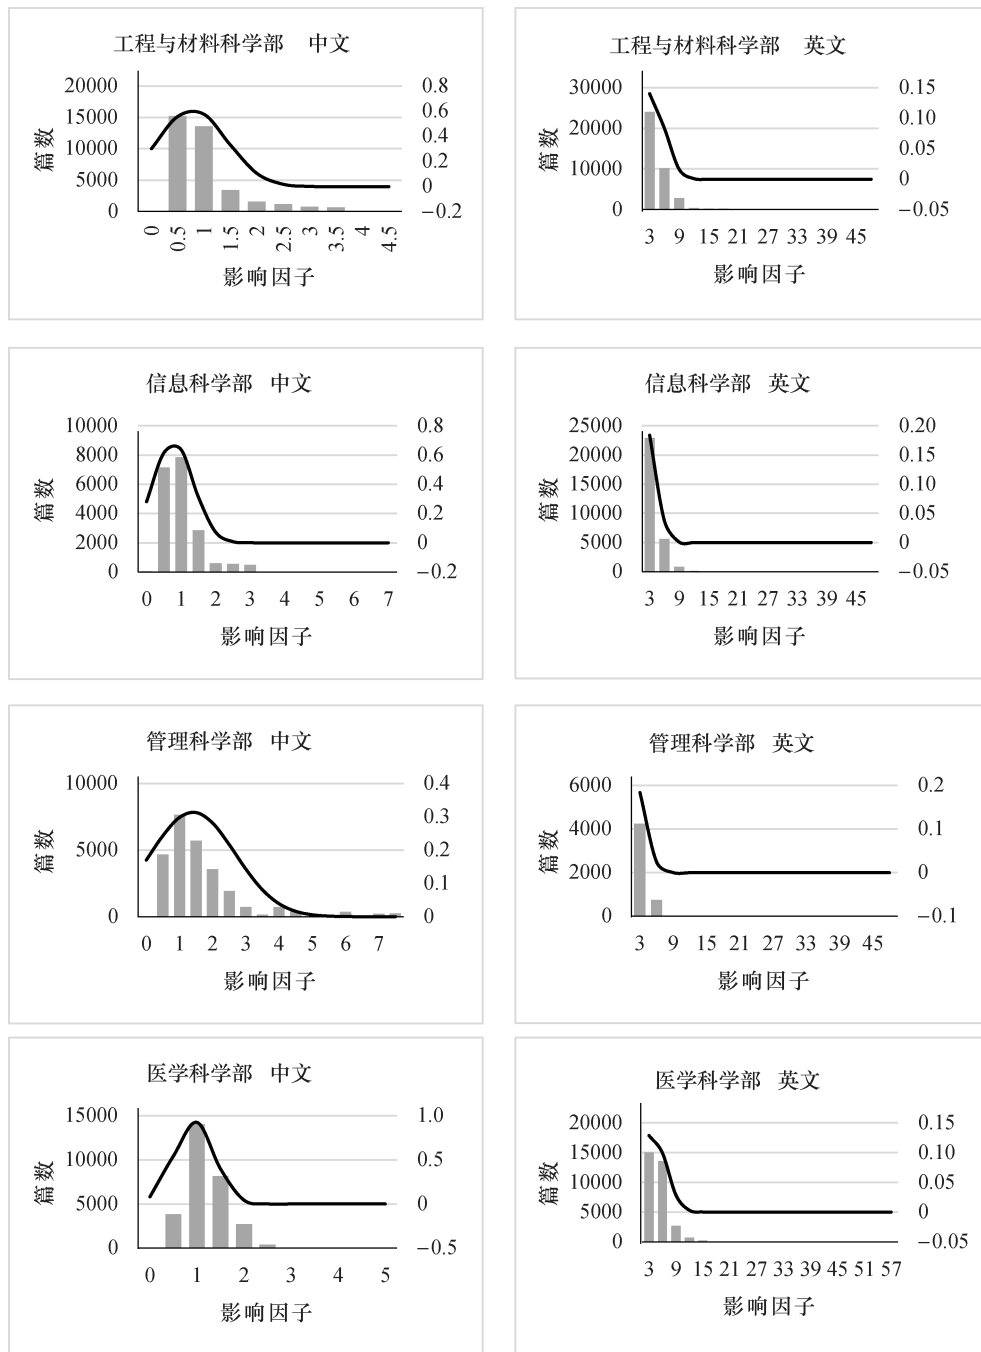 工程与材料科学部 中文
20000 0.8
15000 0.6
10000 0.4
5000 0.2
0 0
−0.2
篇数
0 0.5 1 1.5 2 2.5 3 3.5 4 4.5
影响因子
工程与材料科学部 英文
30000 0.15
20000 0.10
10000 0.05
0 0
−0.05
篇数
3 9 15 21 27 33 39 45
影响因子
信息科学部 中文
10000 0.8
8000 0.6
6000 0.4
4000 0.2
2000 0
0 −0.2
篇数
0 1 2 3 4 5 6 7
影响因子
信息科学部 英文
25000 0.20
20000 0.15
15000 0.10
10000 0.05
5000 0
0 −0.05
篇数
3 9 15 21 27 33 39 45
影响因子
管理科学部 中文
10000 0.4
0.3
5000 0.2
0.1
0 0
篇数
0 1 2 3 4 5 6 7
影响因子
管理科学部 英文
6000 0.2
4000 0.1
2000 0
0 −0.1
篇数
3 9 15 21 27 33 39 45
影响因子
医学科学部 中文
15000 1.0
10000 0.5
5000 0
0 −0.5
篇数
0 1 2 3 4 5
影响因子
医学科学部 英文
20000 0.15
15000 0.10
10000 0.05
5000 0
0 −0.05
篇数
3 9 15 21 27 33 39 45 51 57
影响因子